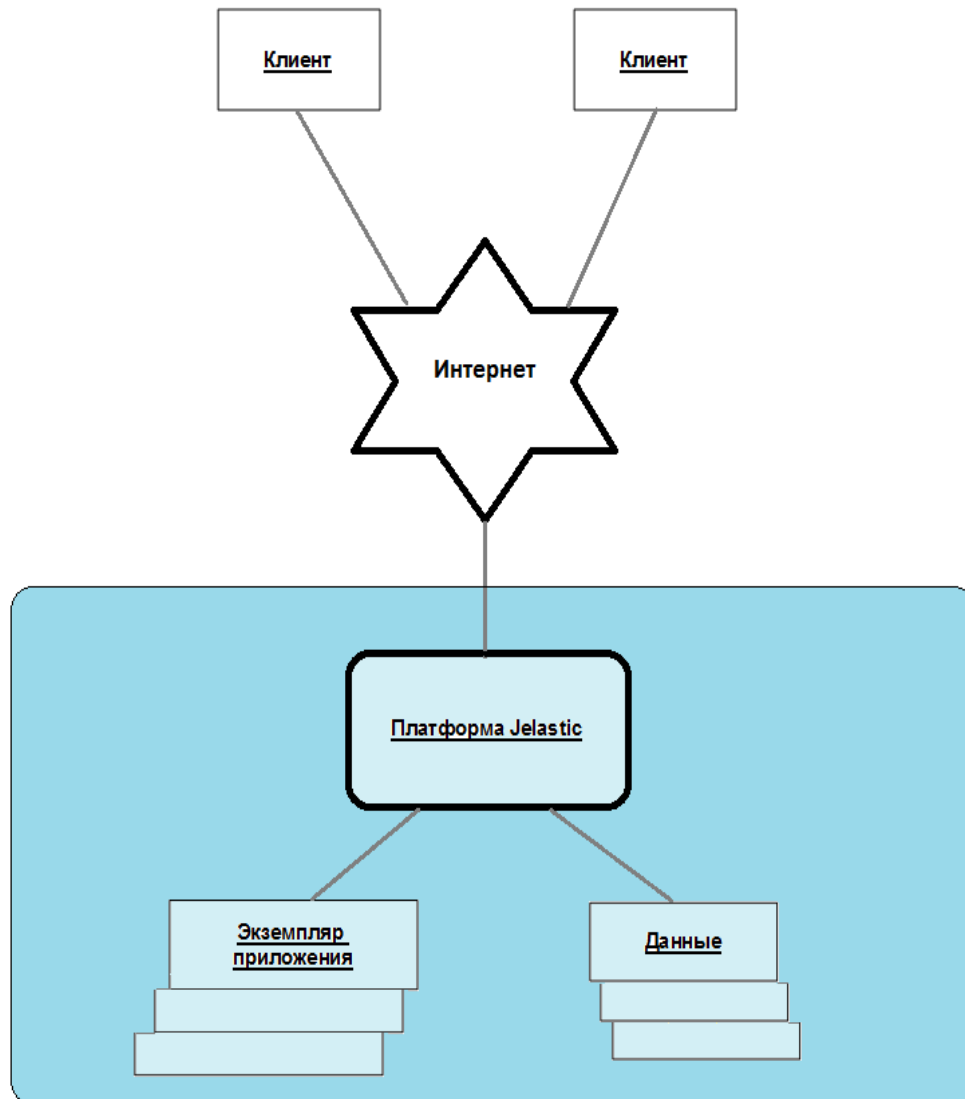 Клиент
Клиент
Интернет
Платформа Jelastic
Экземпляр
приложения
Данные